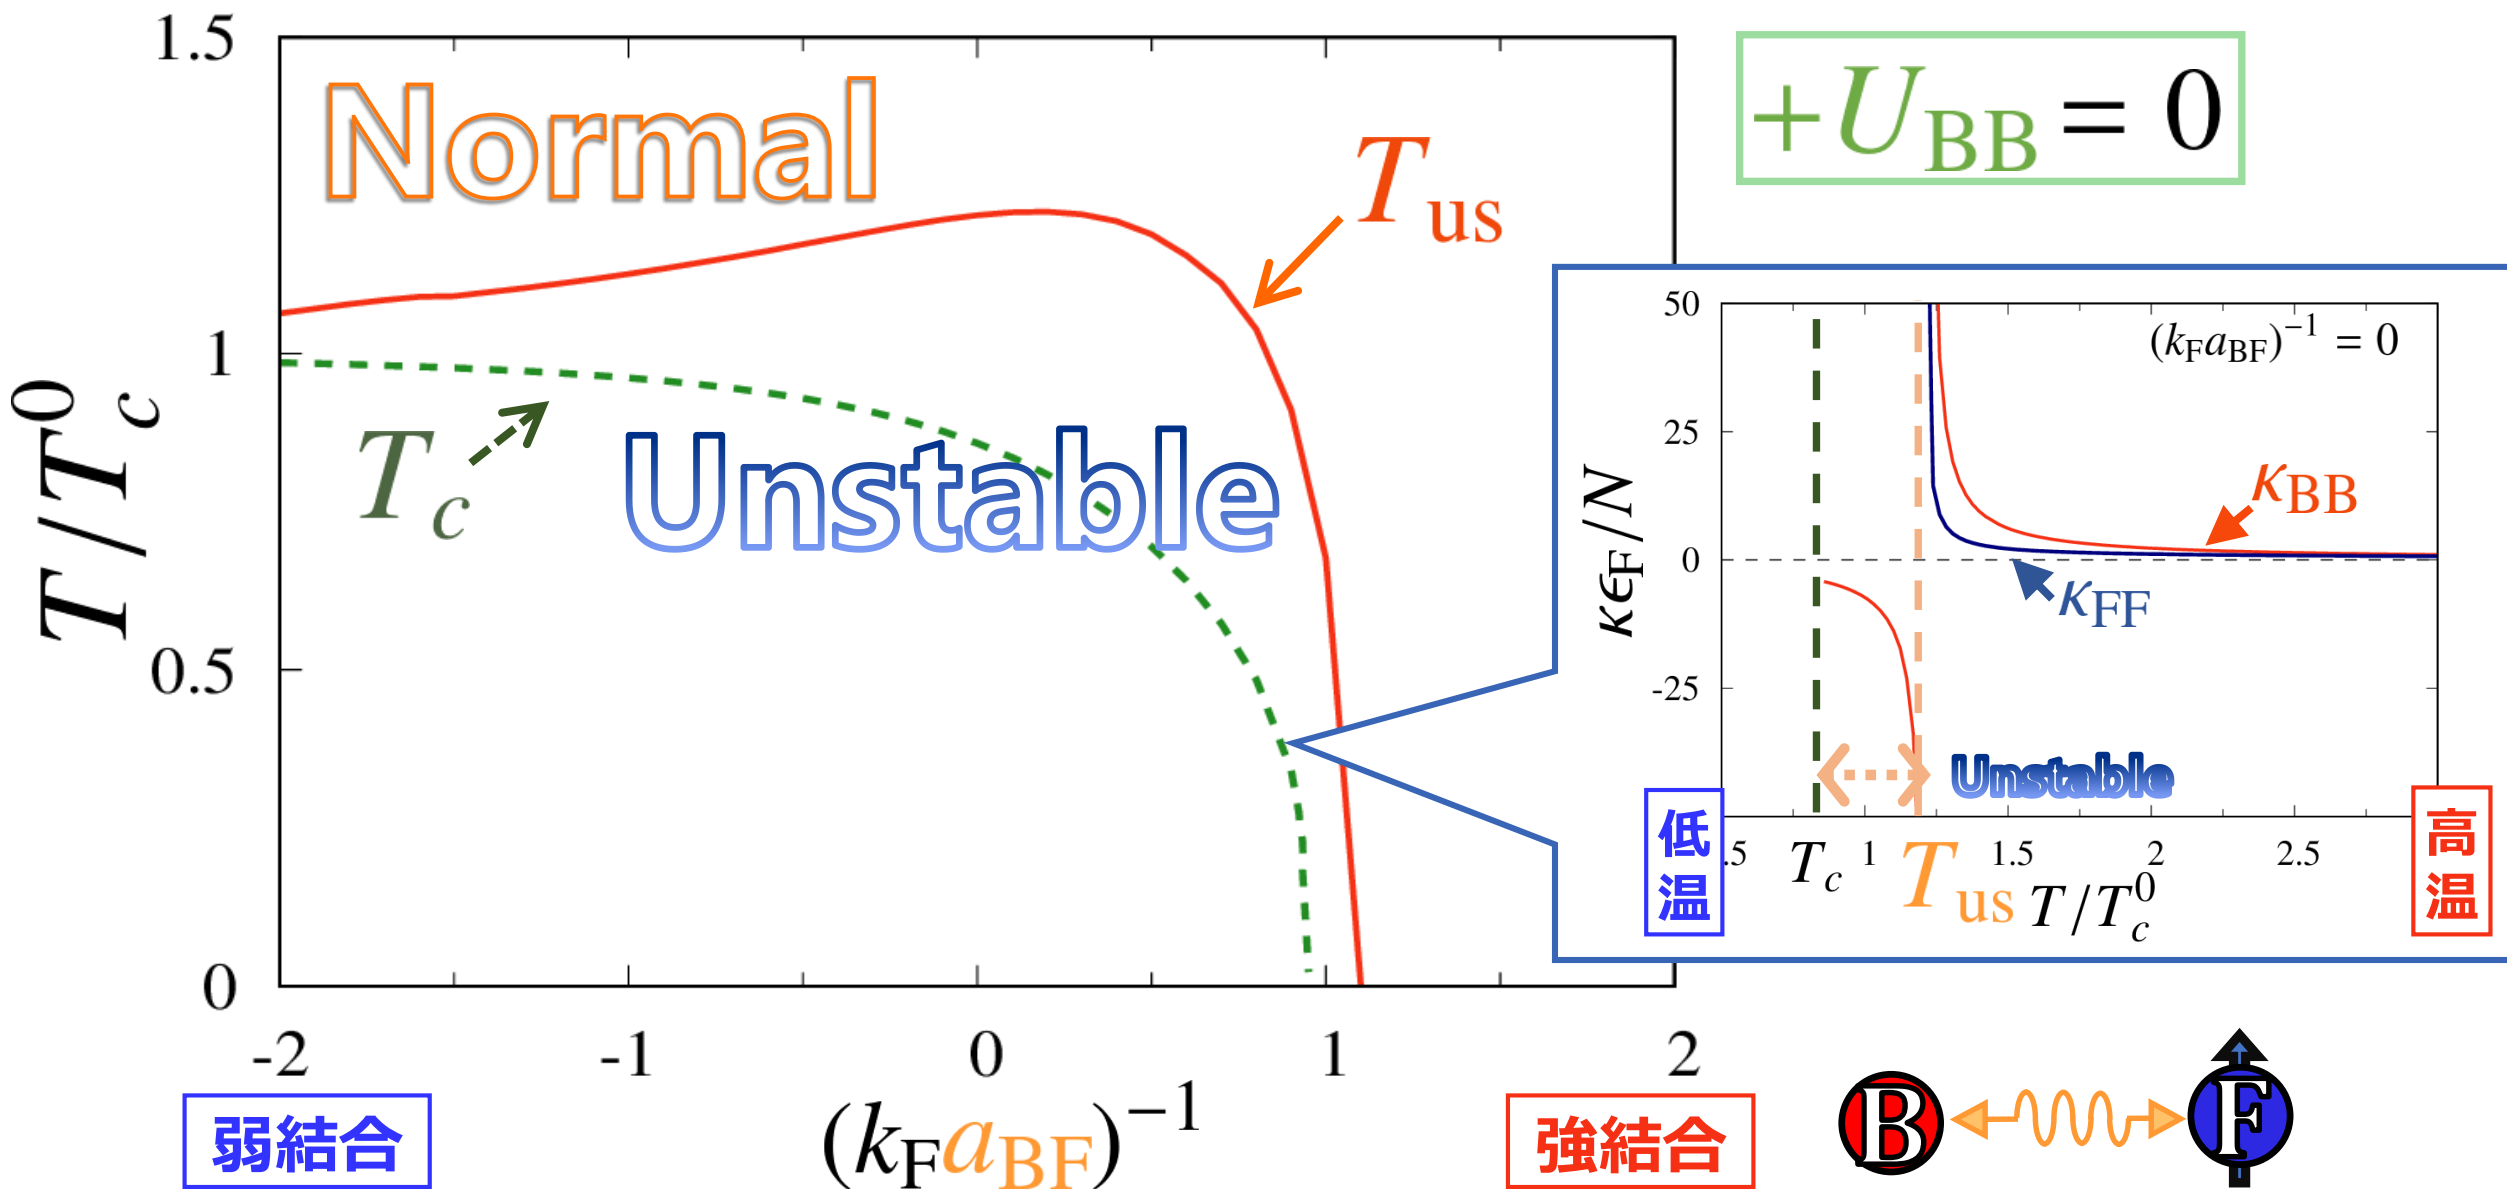 1.5
1
0.5
0
T/T_c^0
Normal
Unstable
T_us
T_c
-2
-1
0
1
2
(k_F a_BF)^{-1}
弱結合
強結合
+U_BB = 0
50
25
0
-25
κϵ_F/N
(k_F a_BF)^{-1} = 0
κ_BB
κ_FF
Unstable
低温
高温
.5
T_c
1
T_us
1.5
2
2.5
T/T_c^0
B
F